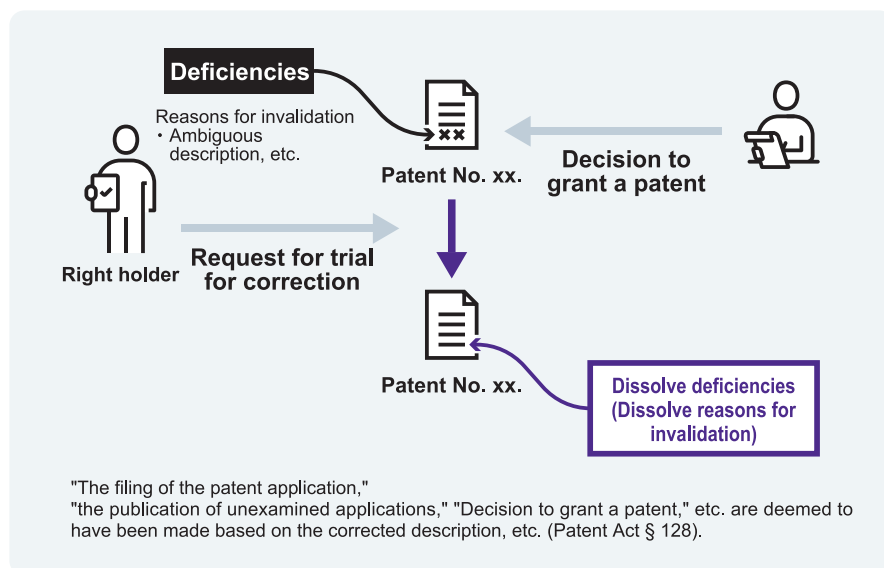 Deficiencies
Reasons for invalidation
・Ambiguous
description, etc.
Patent No. xx.
Decision to
grant a patent
Right holder
Request for trial
for correction
Patent No. xx.
Dissolve deficiencies
(Dissolve reasons for
invalidation)
"The filing of the patent application,"
"the publication of unexamined applications," "Decision to grant a patent," etc. are deemed to
have been made based on the corrected description, etc. (Patent Act § 128).